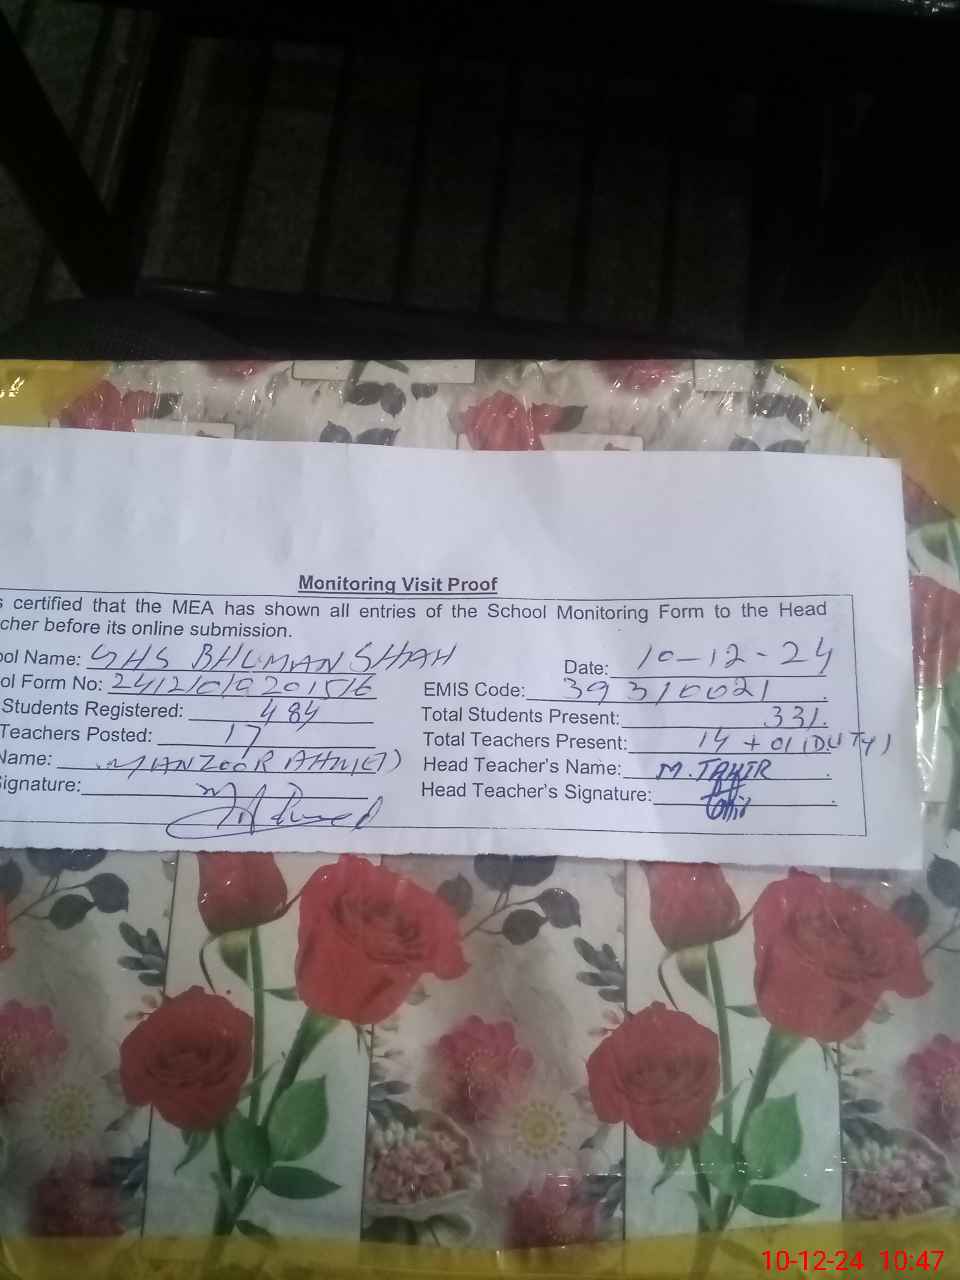 Monitoring Visit Proof
s certified that the MEA has shown all entries of the School Monitoring Form to the Head
cher before its online submission.
ool Name: GHS BHUMAN SHAH Date: 10-12-24
ol Form No: EMIS Code: 39310021
Students Registered: 484 Total Students Present: 331.
Teachers Posted: 17 Total Teachers Present: 14 + 01 (DUTY)
Name: MANZOOR AHMED Head Teacher's Name: M. TAHIR
ignature: Head Teacher's Signature:
10-12-24 10:47